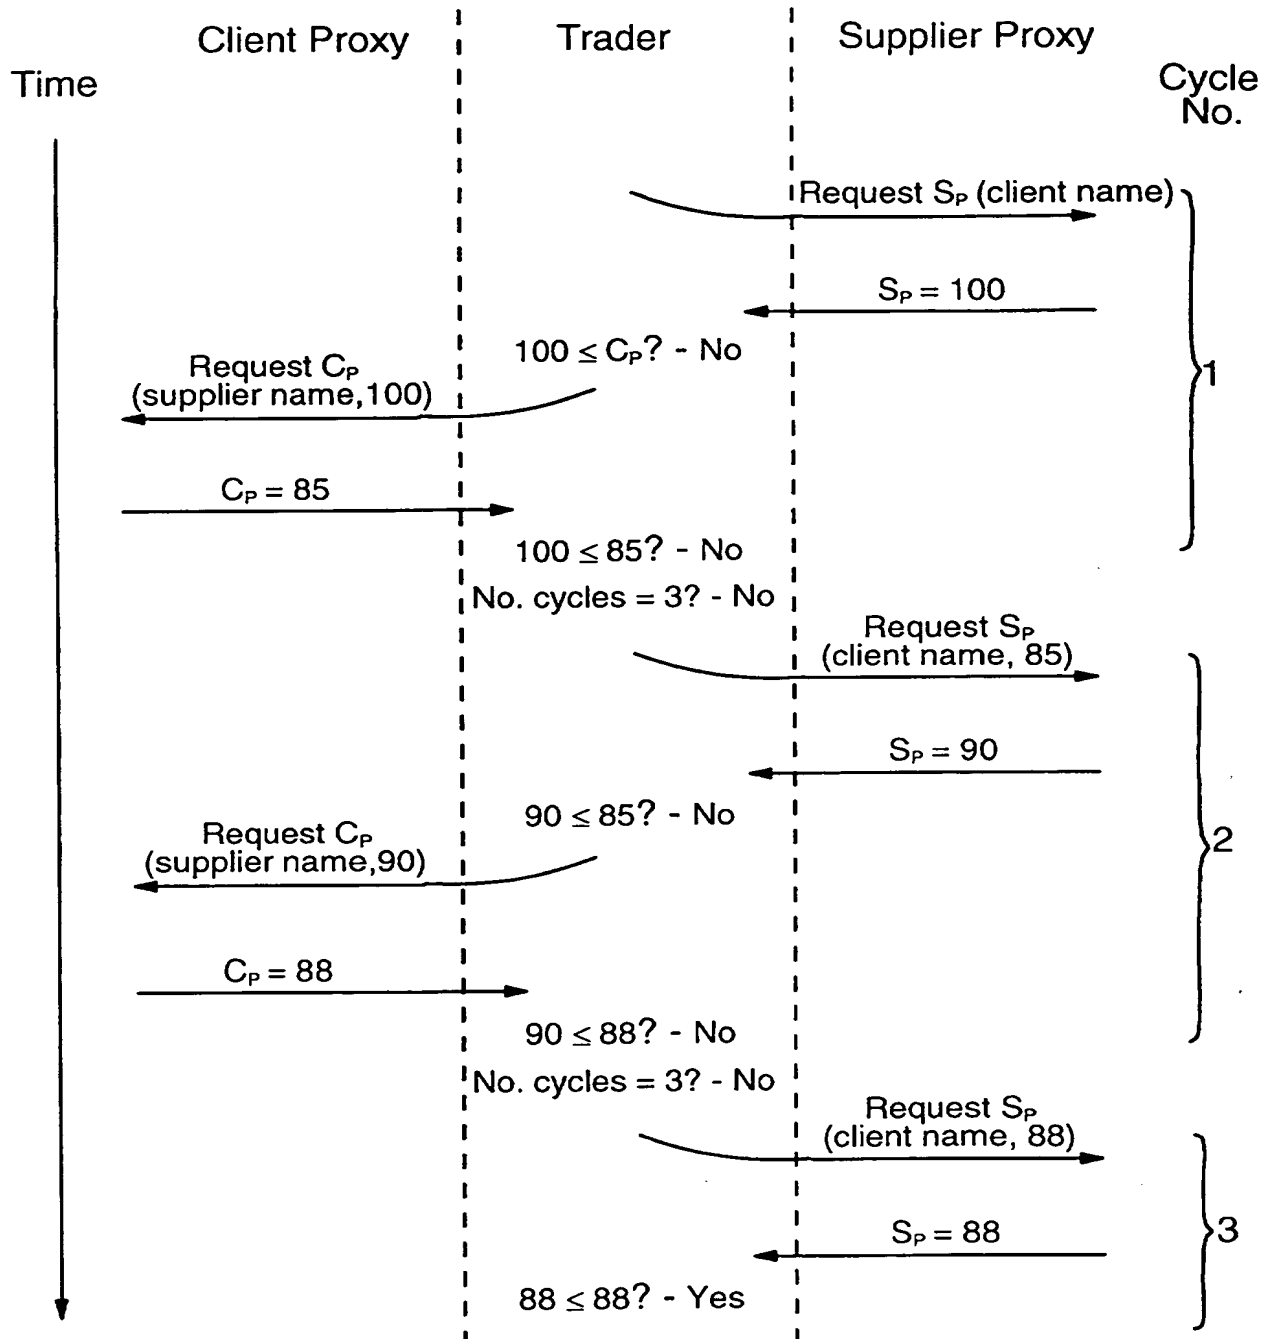 Client Proxy
Trader
Supplier Proxy
Time
Cycle
No.
Request Sₚ (client name)
Sₚ = 100
100 ≤ Cₚ? - No
Request Cₚ
(supplier name,100)
1
Cₚ = 85
100 ≤ 85? - No
No. cycles = 3? - No
Request Sₚ
(client name, 85)
Sₚ = 90
90 ≤ 85? - No
Request Cₚ
(supplier name,90)
2
Cₚ = 88
90 ≤ 88? - No
No. cycles = 3? - No
Request Sₚ
(client name, 88)
Sₚ = 88
3
88 ≤ 88? - Yes